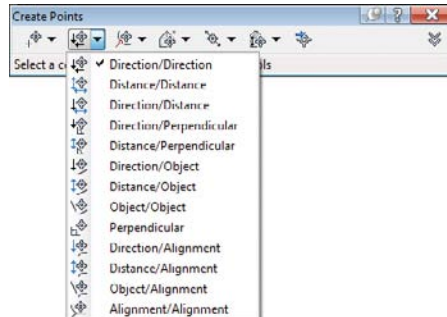 Create Points
Select a c
ols
Direction/Direction
Distance/Distance
Direction/Distance
Direction/Perpendicular
Distance/Perpendicular
Direction/Object
Distance/Object
Object/Object
Perpendicular
Direction/Alignment
Distance/Alignment
Object/Alignment
Alignment/Alignment